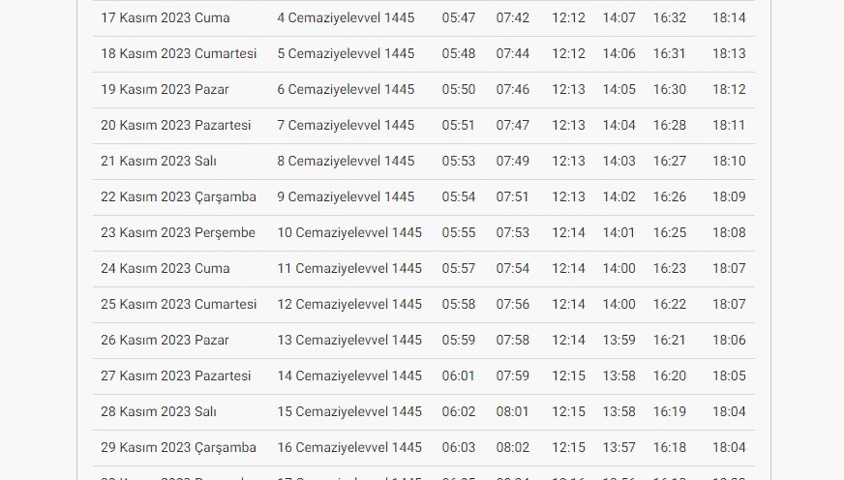 17 Kasım 2023 Cuma 4 Cemaziyelevvel 1445 05:47 07:42 12:12 14:07 16:32 18:14
18 Kasım 2023 Cumartesi 5 Cemaziyelevvel 1445 05:48 07:44 12:12 14:06 16:31 18:13
19 Kasım 2023 Pazar 6 Cemaziyelevvel 1445 05:50 07:46 12:13 14:05 16:30 18:12
20 Kasım 2023 Pazartesi 7 Cemaziyelevvel 1445 05:51 07:47 12:13 14:04 16:28 18:11
21 Kasım 2023 Salı 8 Cemaziyelevvel 1445 05:53 07:49 12:13 14:03 16:27 18:10
22 Kasım 2023 Çarşamba 9 Cemaziyelevvel 1445 05:54 07:51 12:13 14:02 16:26 18:09
23 Kasım 2023 Perşembe 10 Cemaziyelevvel 1445 05:55 07:53 12:14 14:01 16:25 18:08
24 Kasım 2023 Cuma 11 Cemaziyelevvel 1445 05:57 07:54 12:14 14:00 16:23 18:07
25 Kasım 2023 Cumartesi 12 Cemaziyelevvel 1445 05:58 07:56 12:14 14:00 16:22 18:07
26 Kasım 2023 Pazar 13 Cemaziyelevvel 1445 05:59 07:58 12:14 13:59 16:21 18:06
27 Kasım 2023 Pazartesi 14 Cemaziyelevvel 1445 06:01 07:59 12:15 13:58 16:20 18:05
28 Kasım 2023 Salı 15 Cemaziyelevvel 1445 06:02 08:01 12:15 13:58 16:19 18:04
29 Kasım 2023 Çarşamba 16 Cemaziyelevvel 1445 06:03 08:02 12:15 13:57 16:18 18:04